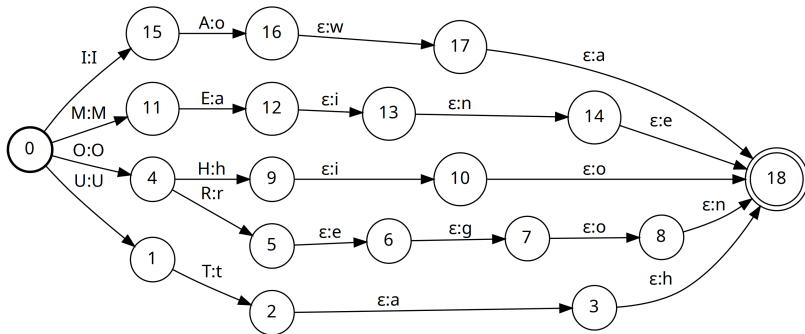 I:I 15 A:o 16 ε:w 17 ε:a
M:M 11 E:a 12 ε:i 13 ε:n 14 ε:e
0 O:O 4 H:h 9 ε:i 10 ε:o 18
R:r 5 ε:e 6 ε:g 7 ε:o 8 ε:n
U:U 1 T:t 2 ε:a 3 ε:h